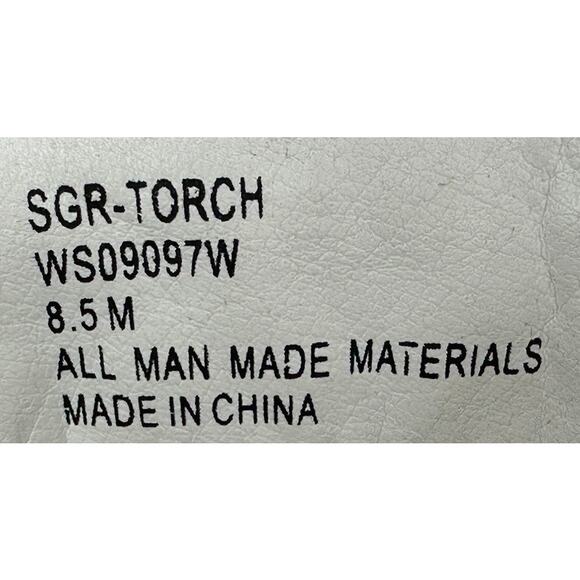 SGR-TORCH
WS09097W
8.5 M
ALL MAN MADE MATERIALS
MADE IN CHINA